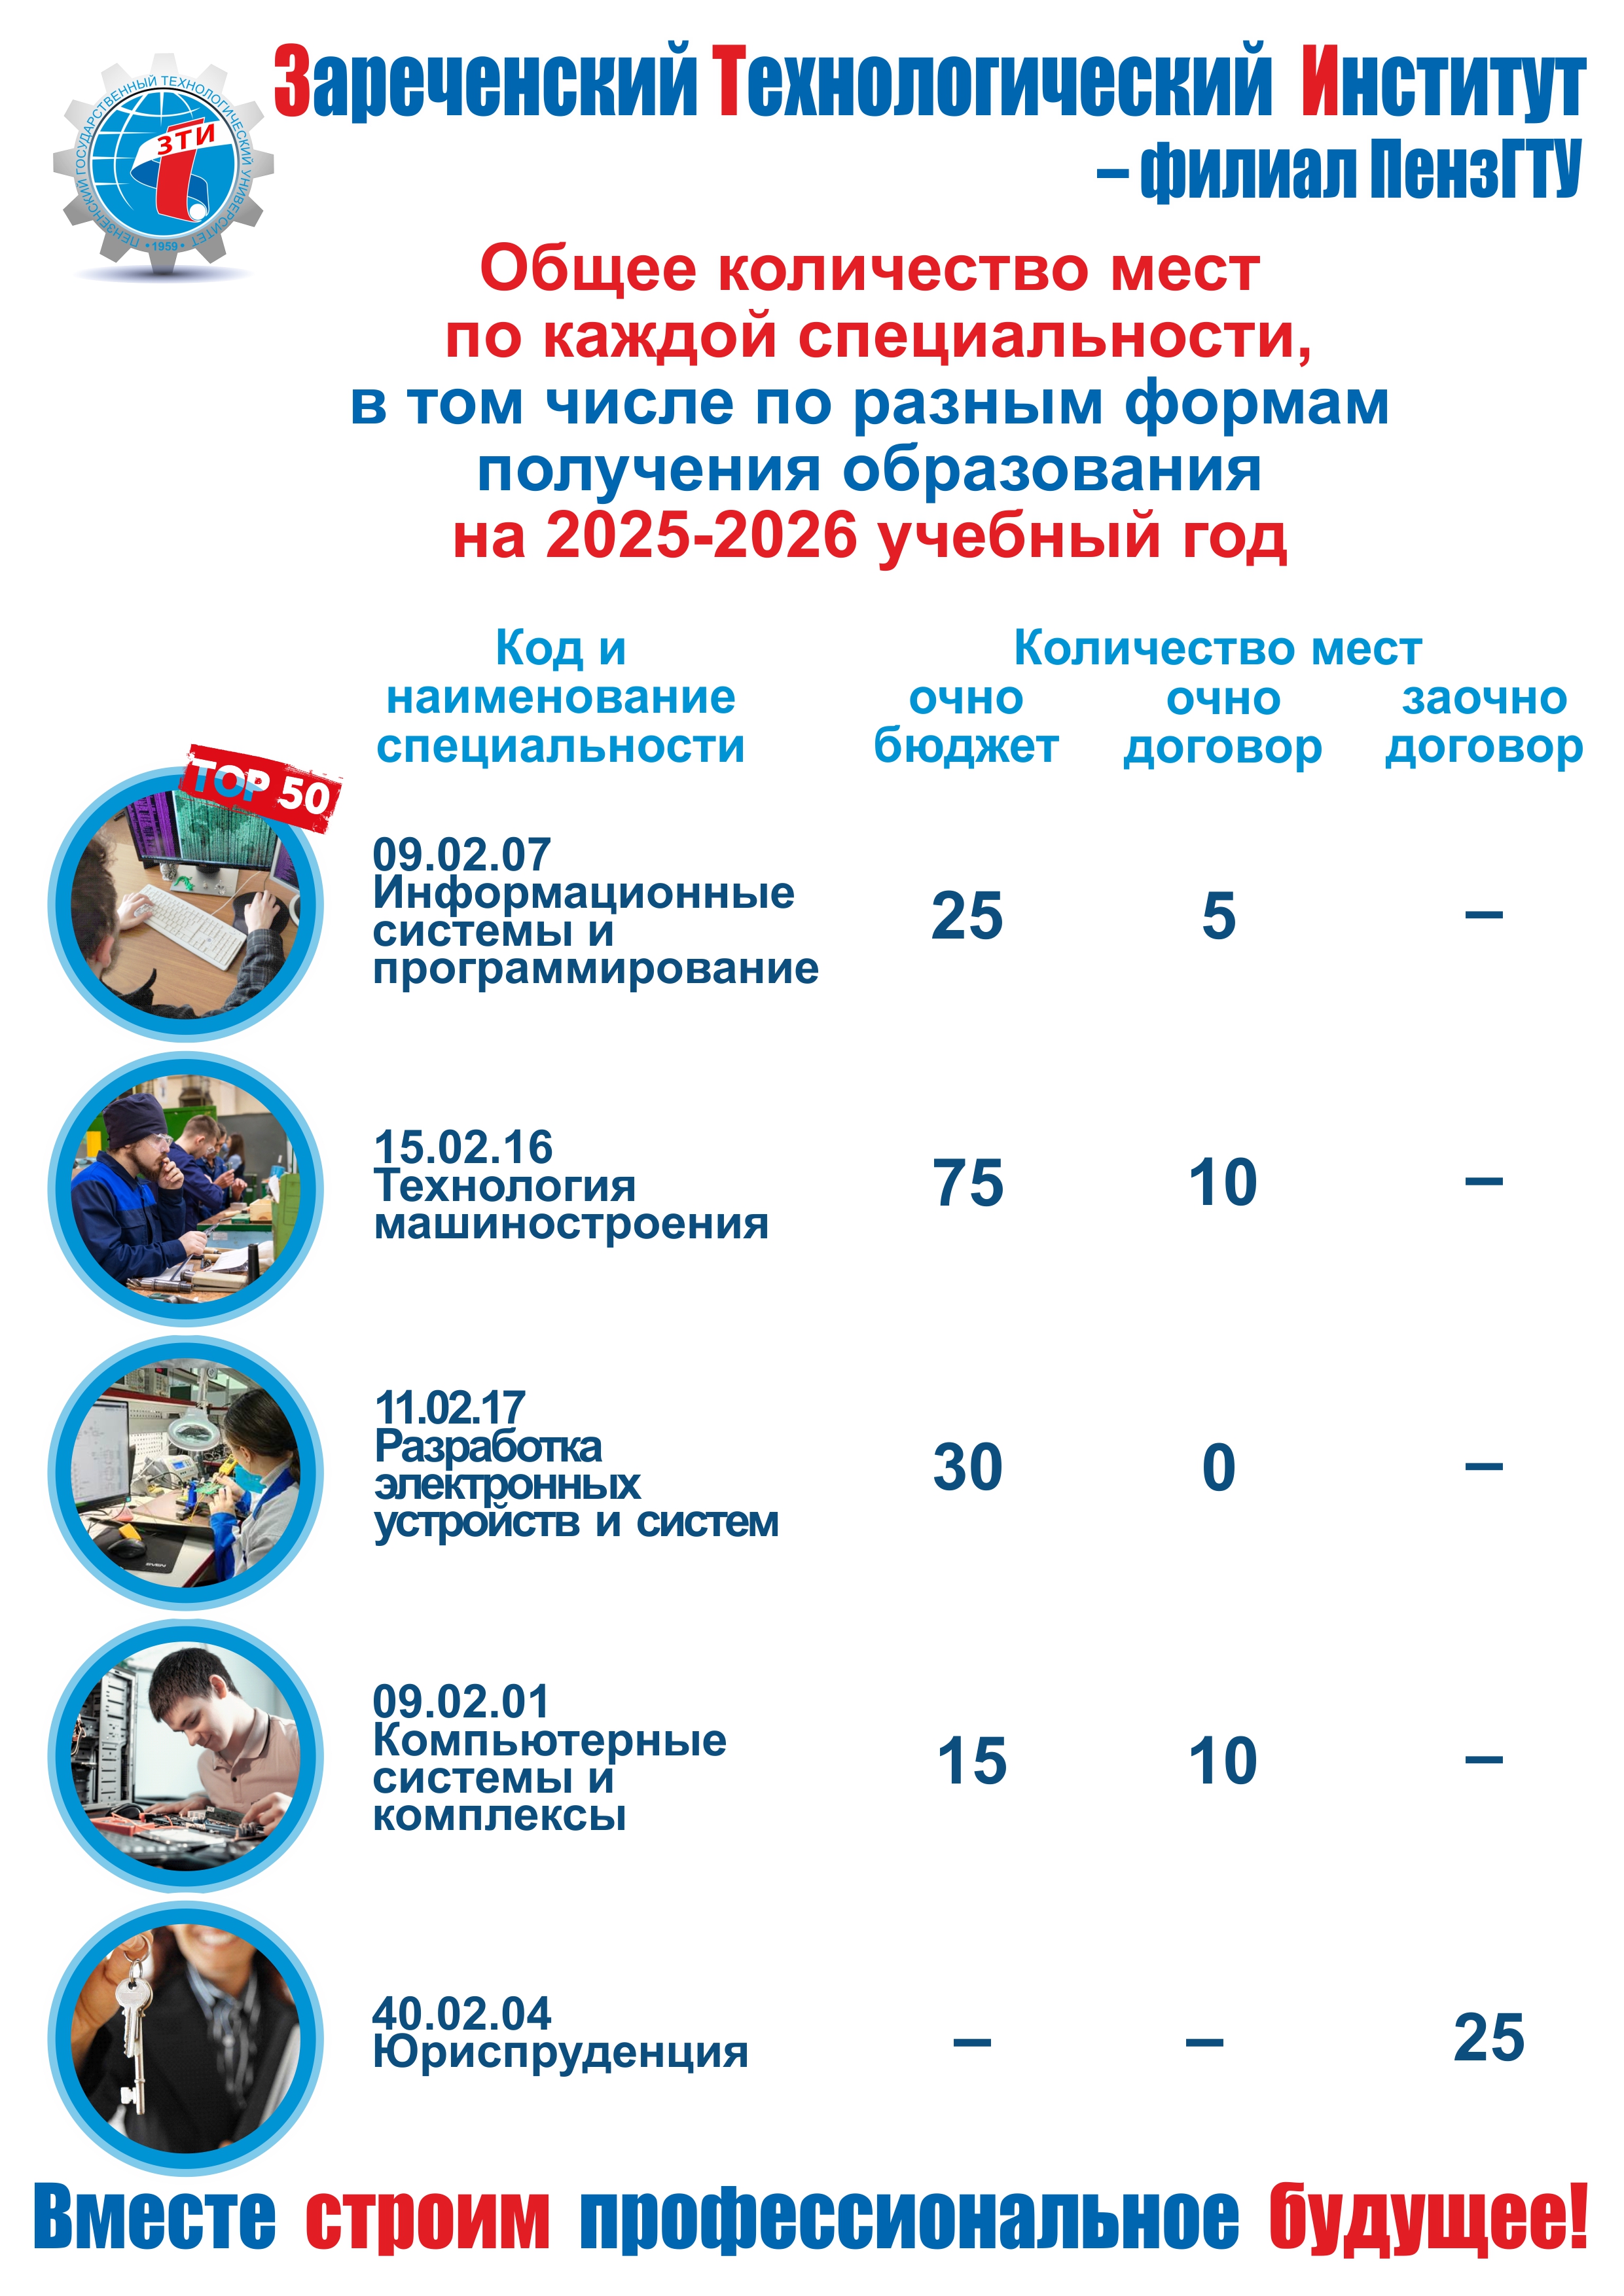 Зареченский Технологический Институт
– филиал ПензГТУ
ПЕНЗЕНСКИЙ ГОСУДАРСТВЕННЫЙ ТЕХНОЛОГИЧЕСКИЙ УНИВЕРСИТЕТ
ЗТИ
• 1959 •
Общее количество мест
по каждой специальности,
в том числе по разным формам
получения образования
на 2025-2026 учебный год
Код и
наименование
специальности
Количество мест
очно
бюджет
очно
договор
заочно
договор
TOP 50
09.02.07
Информационные
системы и
программирование
25 5 –
15.02.16
Технология
машиностроения
75 10 –
11.02.17
Разработка
электронных
устройств и систем
30 0 –
SVEN
09.02.01
Компьютерные
системы и
комплексы
15 10 –
40.02.04
Юриспруденция
– – 25
Вместе строим профессиональное будущее!